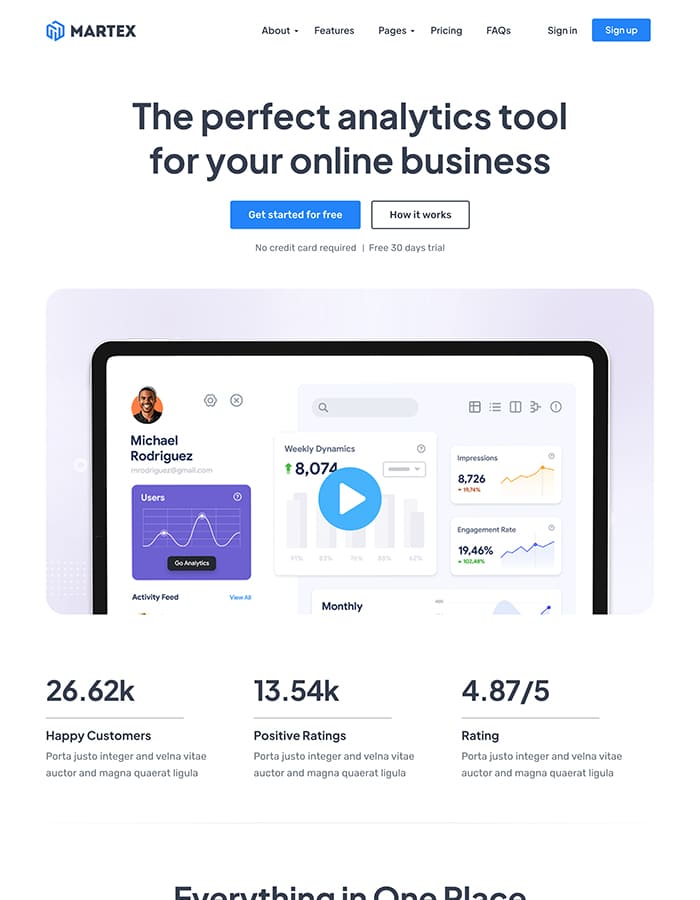 MARTEX
About
Features
Pages
Pricing
FAQs
Sign in
Sign up
The perfect analytics tool
for your online business
Get started for free
How it works
No credit card required | Free 30 days trial
Michael
Rodriguez
mrodriguez@gmail.com
Users
Go Analytics
Activity Feed
View All
Weekly Dynamics
8,074
91%
83%
76%
88%
62%
Impressions
8,726
19,74%
Engagement Rate
19,46%
102,48%
Monthly
26.62k
Happy Customers
Porta justo integer and velna vitae
auctor and magna quaerat ligula
13.54k
Positive Ratings
Porta justo integer and velna vitae
auctor and magna quaerat ligula
4.87/5
Rating
Porta justo integer and velna vitae
auctor and magna quaerat ligula
Everything in One Place